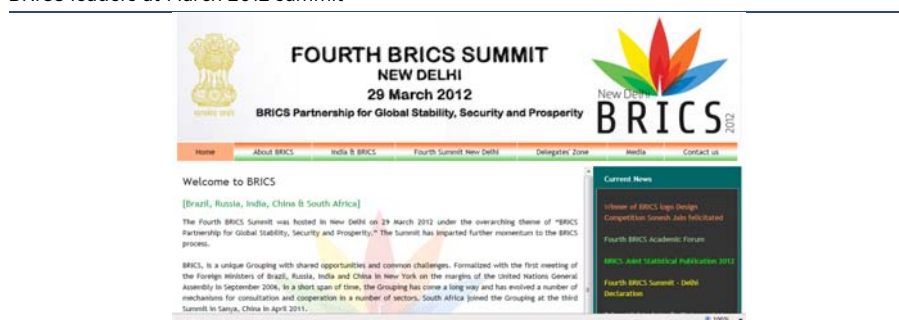 BRICS leaders at March 2012 summit
FOURTH BRICS SUMMIT
NEW DELHI
29 March 2012
BRICS Partnership for Global Stability, Security and Prosperity
New Delhi
BRICS
2012
Home About BRICS India & BRICS Fourth Summit New Delhi Delegates' Zone Media Contact us
Welcome to BRICS
[Brazil, Russia, India, China & South Africa]
The Fourth BRICS Summit was hosted in New Delhi on 29 March 2012 under the overarching theme of "BRICS
Partnership for Global Stability, Security and Prosperity." The Summit has imparted further momentum to the BRICS
process.
BRICS, is a unique Grouping with shared opportunities and common challenges. Formalized with the first meeting of
the Foreign Ministers of Brazil, Russia, India and China in New York on the margins of the United Nations General
Assembly in September 2006, in a short span of time, the Grouping has come a long way and has evolved a number of
mechanisms for consultation and cooperation in a number of sectors. South Africa joined the Grouping at the third
Summit in Sanya, China in April 2011.
Current News
Winner of BRICS logo Design
Competition Sonesh Jain felicitated
Fourth BRICS Academic Forum
BRICS Joint Statistical Publication 2012
Fourth BRICS Summit - Delhi
Declaration
100%